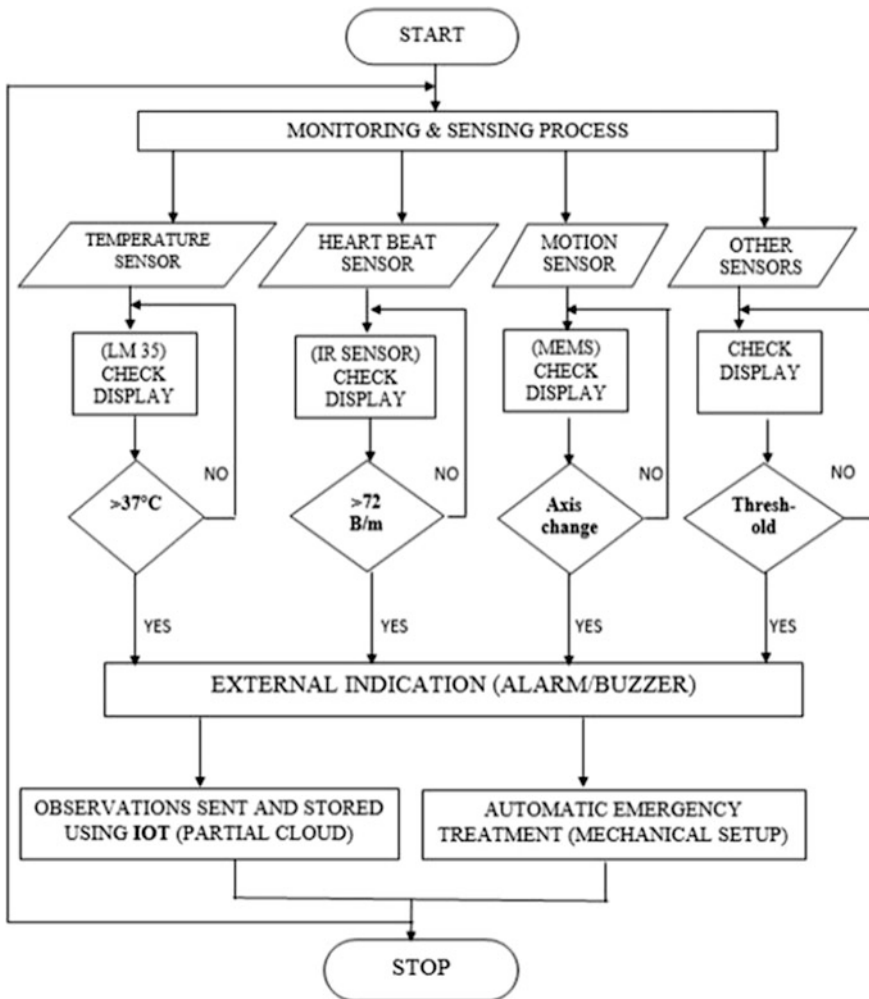 START
MONITORING & SENSING PROCESS
TEMPERATURE
SENSOR
HEART BEAT
SENSOR
MOTION
SENSOR
OTHER
SENSORS
(LM 35)
CHECK
DISPLAY
(IR SENSOR)
CHECK
DISPLAY
(MEMS)
CHECK
DISPLAY
CHECK
DISPLAY
>37°C
NO
>72
B/m
NO
Axis
change
NO
Thresh-
old
NO
YES
YES
YES
YES
EXTERNAL INDICATION (ALARM/BUZZER)
OBSERVATIONS SENT AND STORED
USING IOT (PARTIAL CLOUD)
AUTOMATIC EMERGENCY
TREATMENT (MECHANICAL SETUP)
STOP